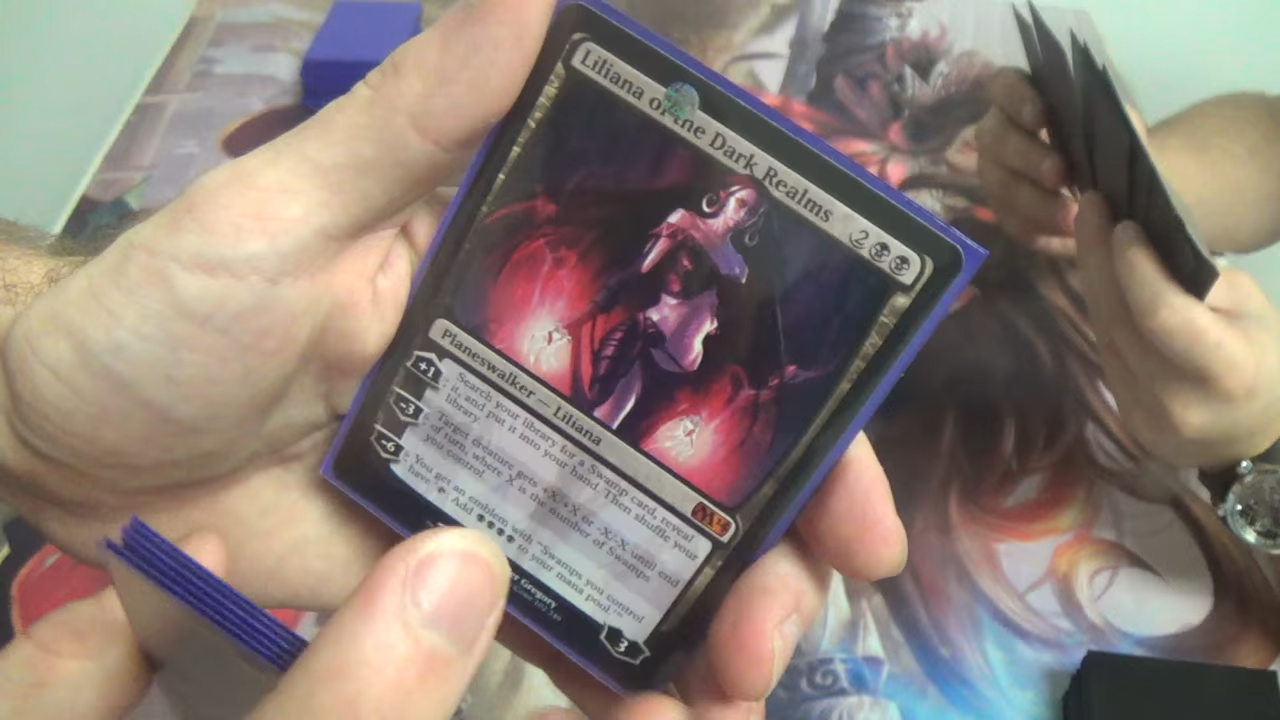 Liliana of the Dark Realms 2
Planeswalker — Liliana
M14
+1 : Search your library for a Swamp card, reveal
it, and put it into your hand. Then shuffle your
library.
-3 : Target creature gets +X/+X or -X/-X until end
of turn, where X is the number of Swamps
you control.
-6 : You get an emblem with "Swamps you control
have : Add to your mana pool.'"
Gregory
3